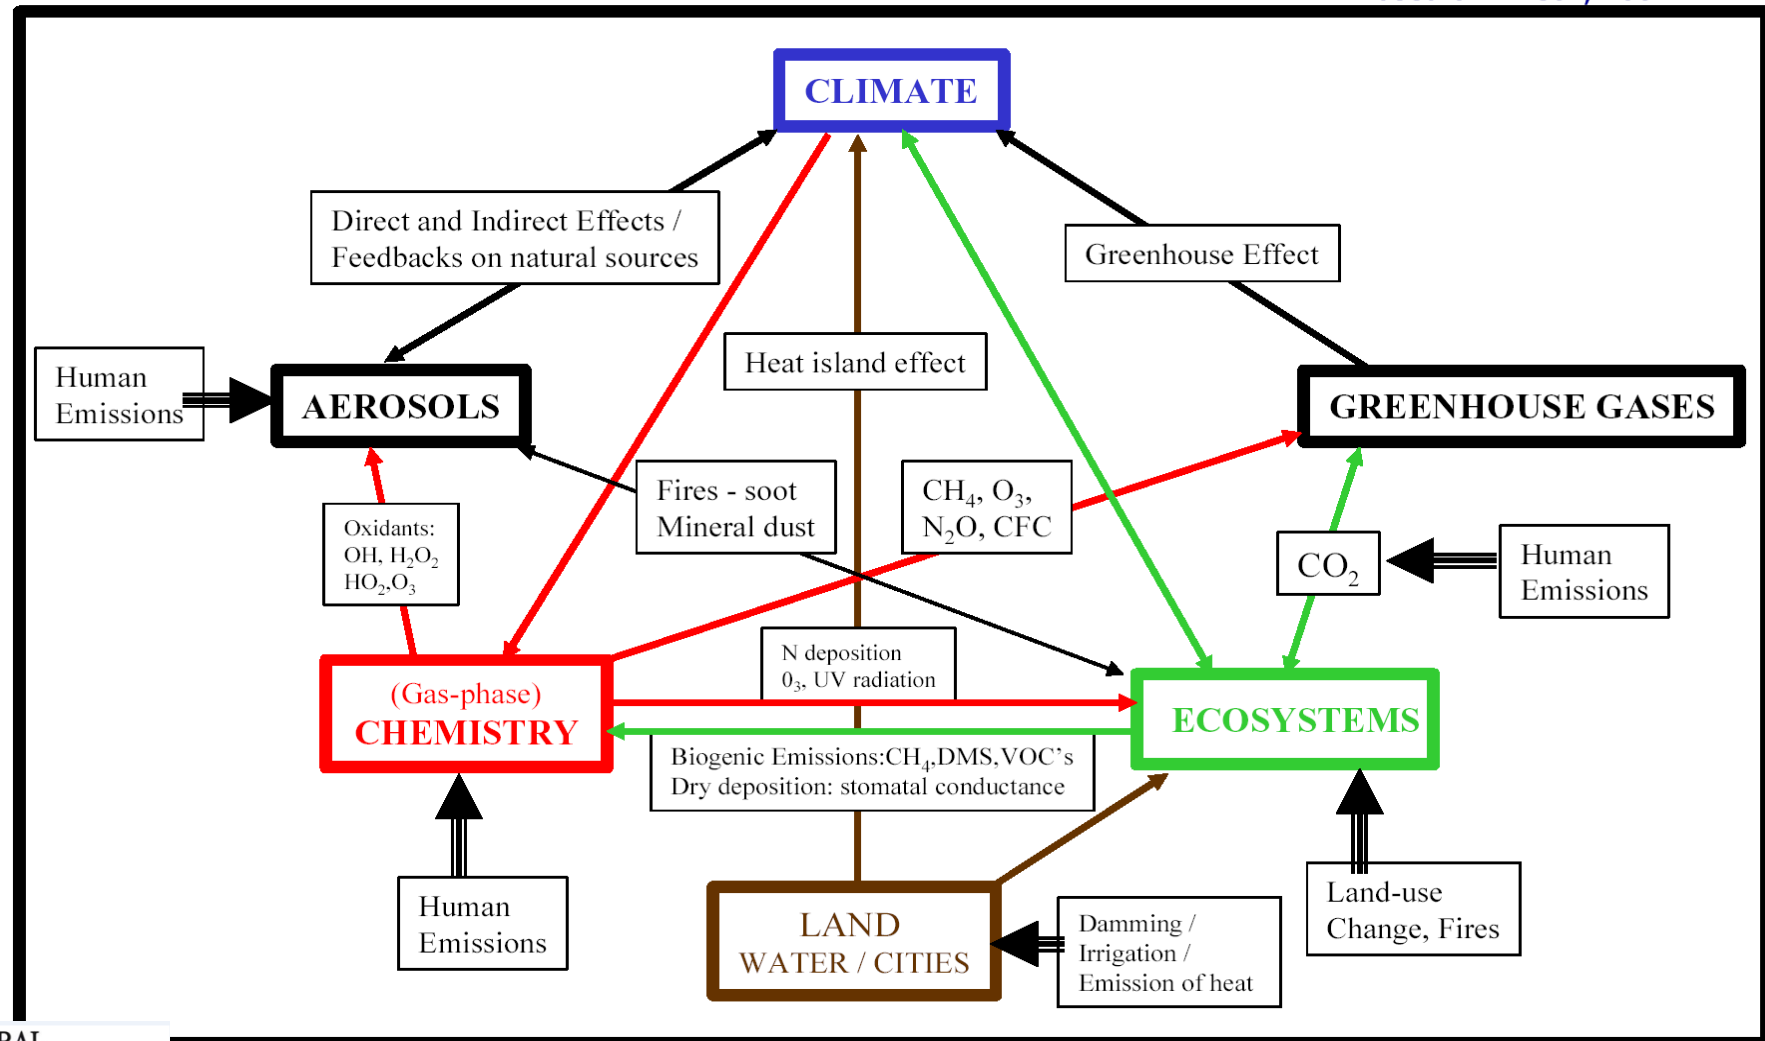 CLIMATE
Direct and Indirect Effects /
Feedbacks on natural sources
Greenhouse Effect
Heat island effect
Human
Emissions
AEROSOLS
GREENHOUSE GASES
Fires - soot
Mineral dust
CH₄, O₃,
N₂O, CFC
Oxidants:
OH, H₂O₂
HO₂,O₃
CO₂
Human
Emissions
N deposition
0₃, UV radiation
(Gas-phase)
CHEMISTRY
ECOSYSTEMS
Biogenic Emissions:CH₄,DMS,VOC's
Dry deposition: stomatal conductance
Human
Emissions
LAND
WATER / CITIES
Damming /
Irrigation /
Emission of heat
Land-use
Change, Fires